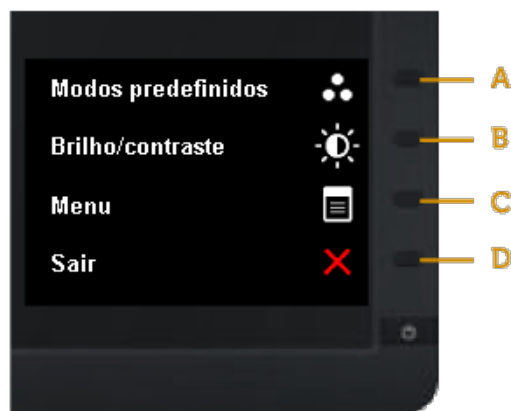 Modos predefinidos
A
Brilho/contraste
B
Menu
C
Sair
D